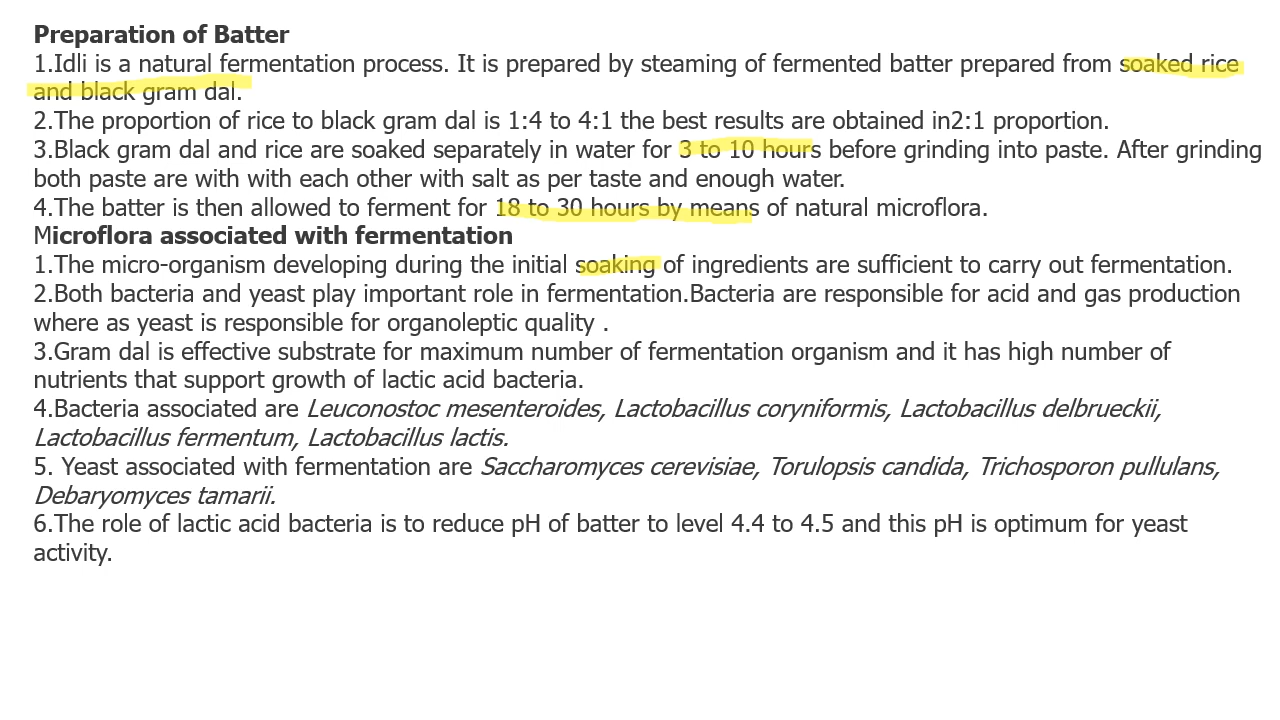 Preparation of Batter
1.Idli is a natural fermentation process. It is prepared by steaming of fermented batter prepared from soaked rice
and black gram dal.
2.The proportion of rice to black gram dal is 1:4 to 4:1 the best results are obtained in2:1 proportion.
3.Black gram dal and rice are soaked separately in water for 3 to 10 hours before grinding into paste. After grinding
both paste are with with each other with salt as per taste and enough water.
4.The batter is then allowed to ferment for 18 to 30 hours by means of natural microflora.
Microflora associated with fermentation
1.The micro-organism developing during the initial soaking of ingredients are sufficient to carry out fermentation.
2.Both bacteria and yeast play important role in fermentation.Bacteria are responsible for acid and gas production
where as yeast is responsible for organoleptic quality .
3.Gram dal is effective substrate for maximum number of fermentation organism and it has high number of
nutrients that support growth of lactic acid bacteria.
4.Bacteria associated are Leuconostoc mesenteroides, Lactobacillus coryniformis, Lactobacillus delbrueckii,
Lactobacillus fermentum, Lactobacillus lactis.
5. Yeast associated with fermentation are Saccharomyces cerevisiae, Torulopsis candida, Trichosporon pullulans,
Debaryomyces tamarii.
6.The role of lactic acid bacteria is to reduce pH of batter to level 4.4 to 4.5 and this pH is optimum for yeast
activity.